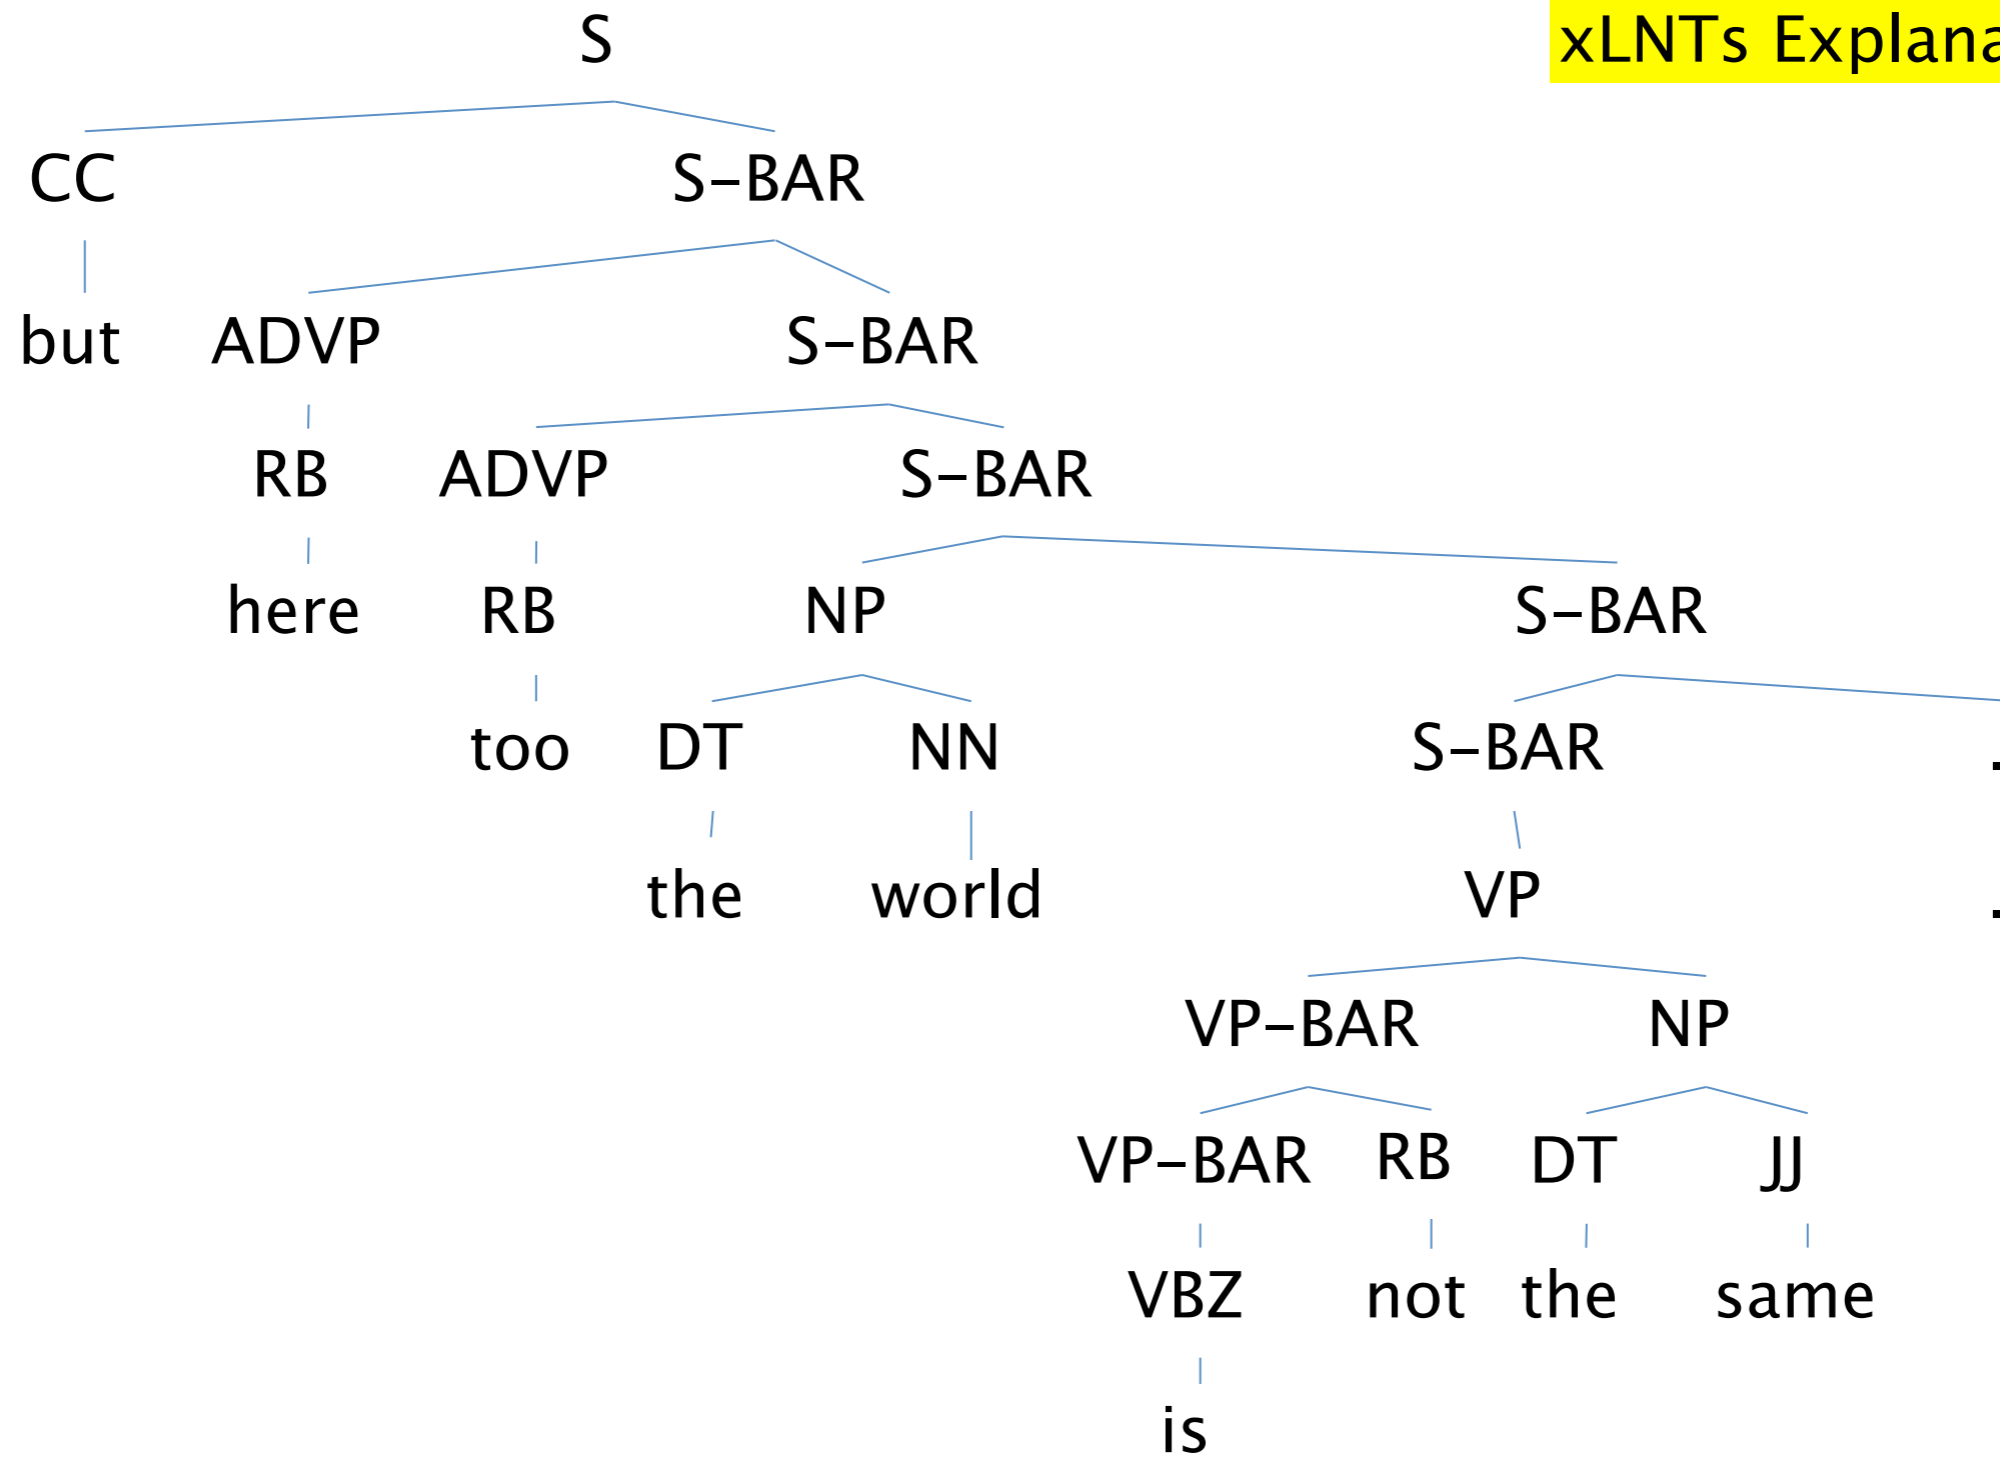 S xLNTs Explana
CC S-BAR
but ADVP S-BAR
RB ADVP S-BAR
here RB NP S-BAR
too DT NN S-BAR .
the world VP .
VP-BAR NP
VP-BAR RB DT JJ
VBZ not the same
is